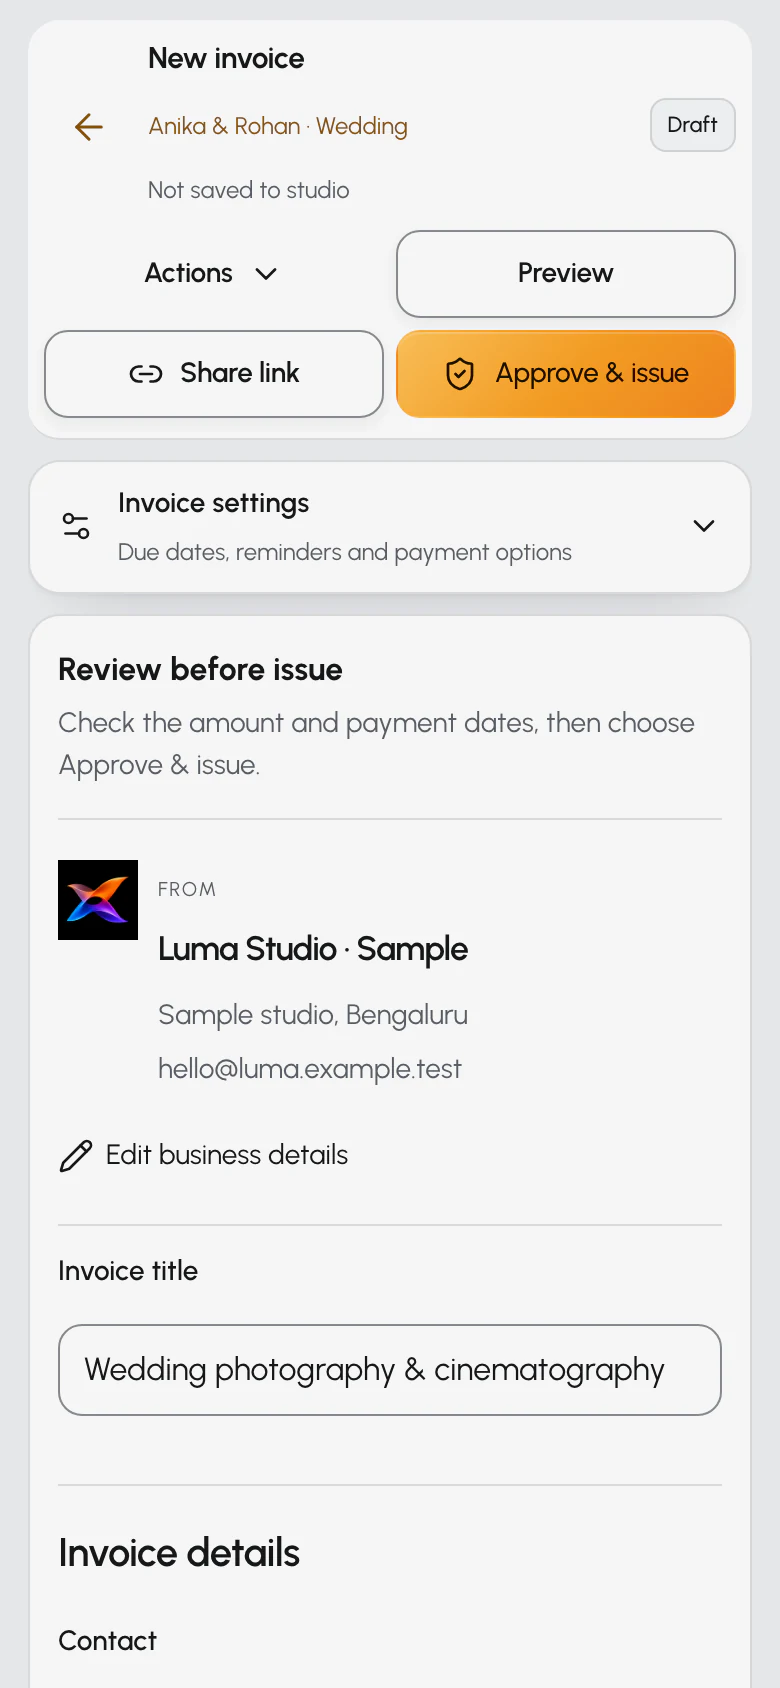 New invoice
Anika & Rohan · Wedding
Draft
Not saved to studio
Actions
Preview
Share link
Approve & issue
Invoice settings
Due dates, reminders and payment options
Review before issue
Check the amount and payment dates, then choose
Approve & issue.
FROM
Luma Studio · Sample
Sample studio, Bengaluru
hello@luma.example.test
Edit business details
Invoice title
Wedding photography & cinematography
Invoice details
Contact